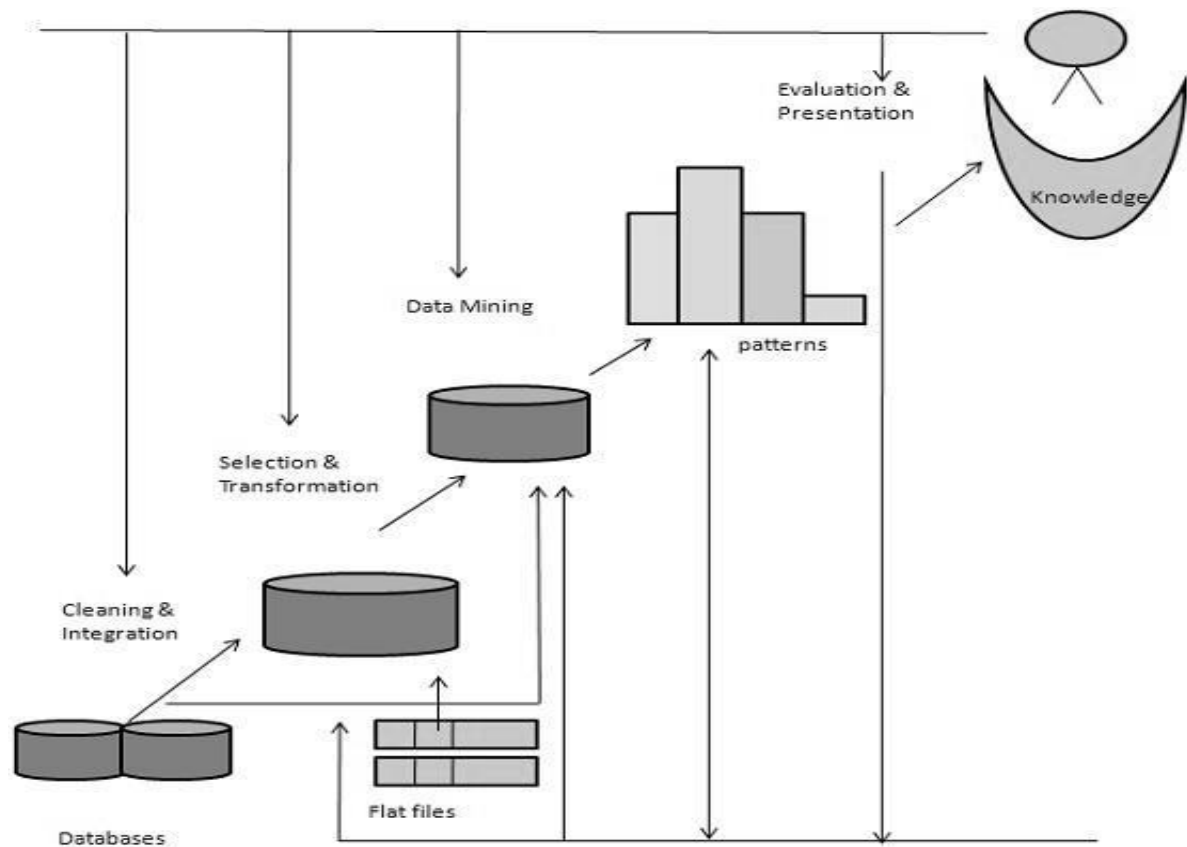 Evaluation &
Presentation
Knowledge
Data Mining
patterns
Selection &
Transformation
Cleaning &
Integration
Flat files
Databases